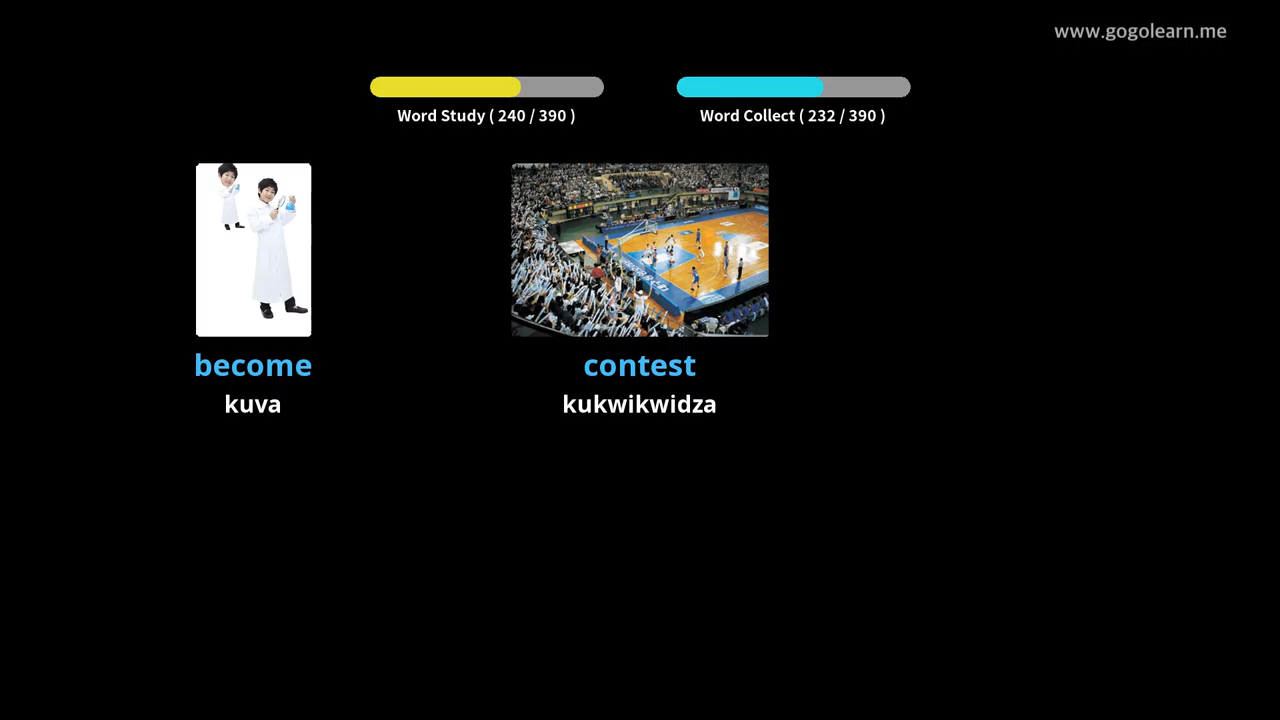 www.gogolearn.me
Word Study ( 240 / 390 )
Word Collect ( 232 / 390 )
become
kuva
contest
kukwikwidza